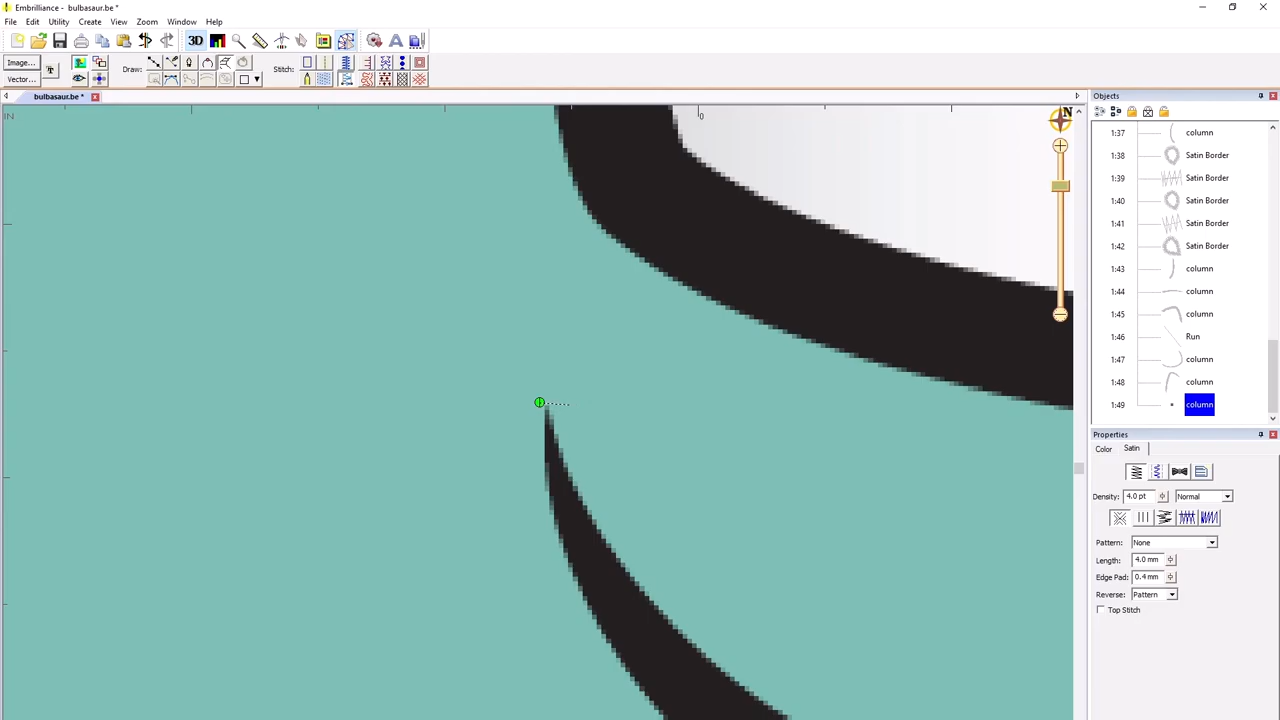 Embrilliance - bulbasaur.be *
File Edit Utility Create View Zoom Window Help
3D
Image... Draw: Stitch:
Vector...
bulbasaur.be *
IN
0
N
Objects
1:37 column
1:38 Satin Border
1:39 Satin Border
1:40 Satin Border
1:41 Satin Border
1:42 Satin Border
1:43 column
1:44 column
1:45 column
1:46 Run
1:47 column
1:48 column
1:49 column
Properties
Color Satin
Density: 4.0 pt Normal
Pattern: None
Length: 4.0 mm
Edge Pad: 0.4 mm
Reverse: Pattern
Top Stitch